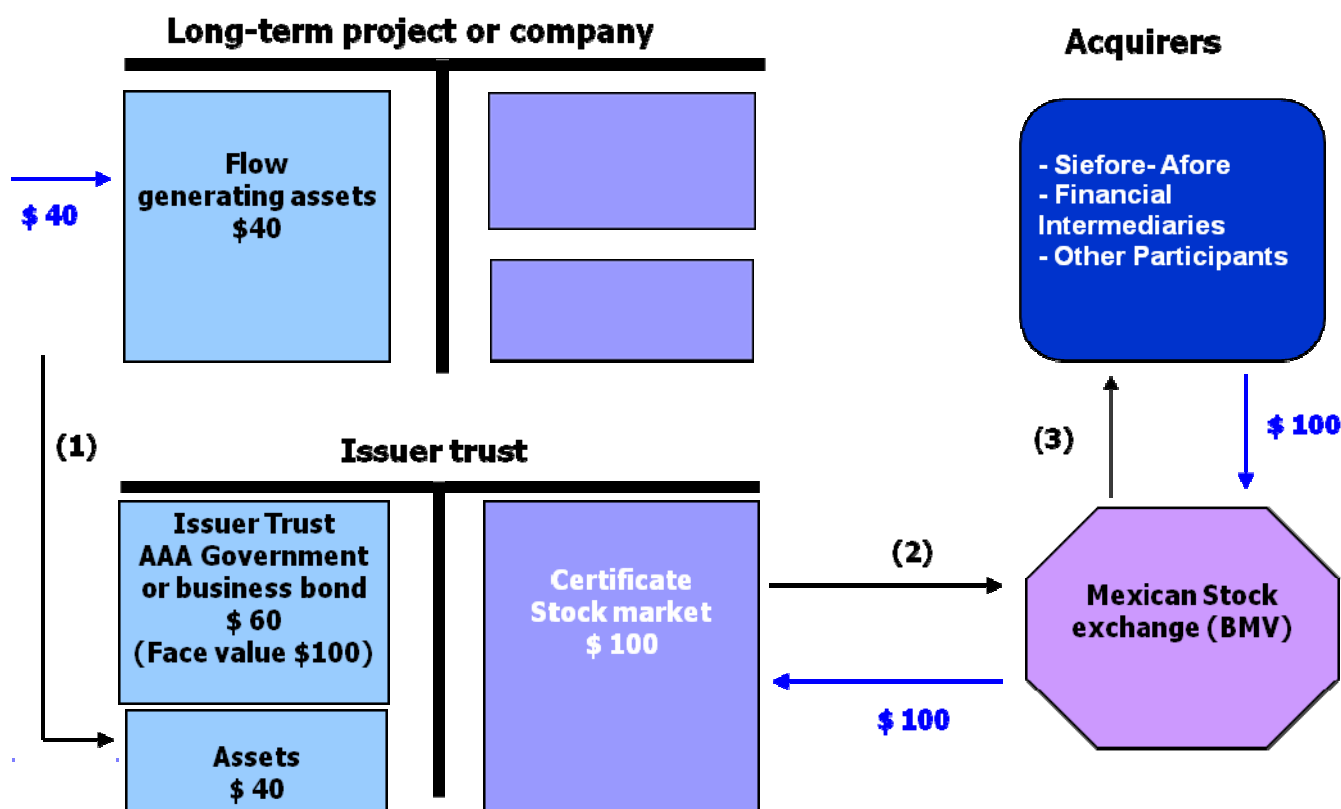 Long-term project or company
Acquirers
Flow
generating assets
$40
$ 40
- Siefore- Afore
- Financial
Intermediaries
- Other Participants
(1)
Issuer trust
(3)
$ 100
Issuer Trust
AAA Government
or business bond
$ 60
(Face value $100)
Certificate
Stock market
$ 100
(2)
Mexican Stock
exchange (BMV)
$ 100
Assets
$ 40